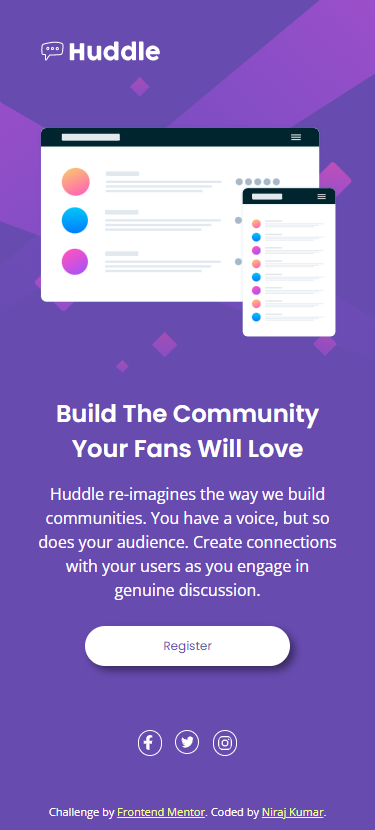 Huddle
Build The Community
Your Fans Will Love
Huddle re-imagines the way we build
communities. You have a voice, but so
does your audience. Create connections
with your users as you engage in
genuine discussion.
Register
Challenge by Frontend Mentor. Coded by Niraj Kumar.